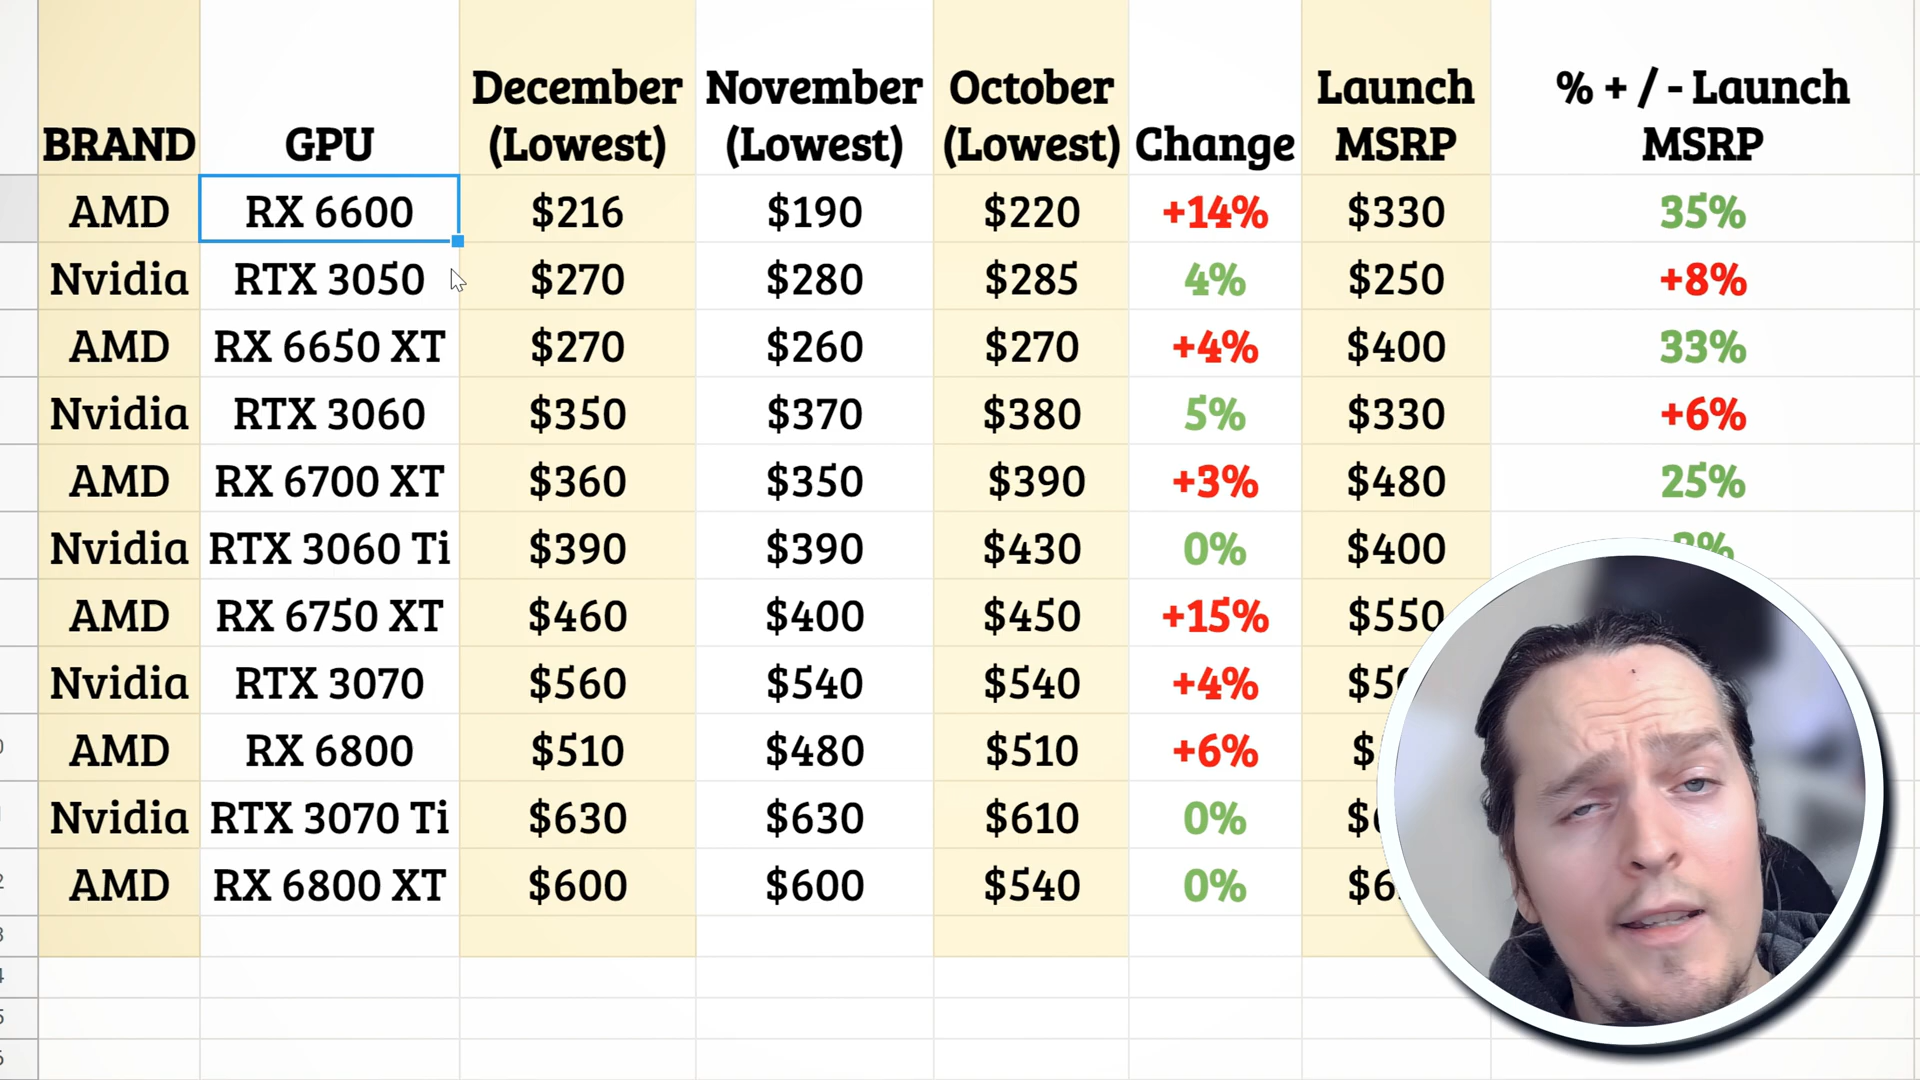 December November October Launch % + / - Launch
BRAND GPU (Lowest) (Lowest) (Lowest) Change MSRP MSRP
AMD RX 6600 $216 $190 $220 +14% $330 35%
Nvidia RTX 3050 $270 $280 $285 4% $250 +8%
AMD RX 6650 XT $270 $260 $270 +4% $400 33%
Nvidia RTX 3060 $350 $370 $380 5% $330 +6%
AMD RX 6700 XT $360 $350 $390 +3% $480 25%
Nvidia RTX 3060 Ti $390 $390 $430 0% $400
AMD RX 6750 XT $460 $400 $450 +15% $550
Nvidia RTX 3070 $560 $540 $540 +4%
AMD RX 6800 $510 $480 $510 +6%
Nvidia RTX 3070 Ti $630 $630 $610 0%
AMD RX 6800 XT $600 $600 $540 0%